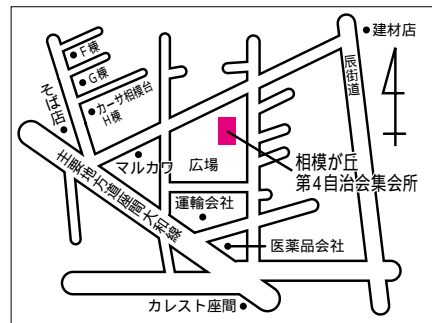 建材店
F棟
G棟
カーサ相模台
H棟
そば店
辰街道
マルカワ
広場
相模が丘
第4自治会集会所
主要地方道座間大和線
運輸会社
医薬品会社
カレスト座間